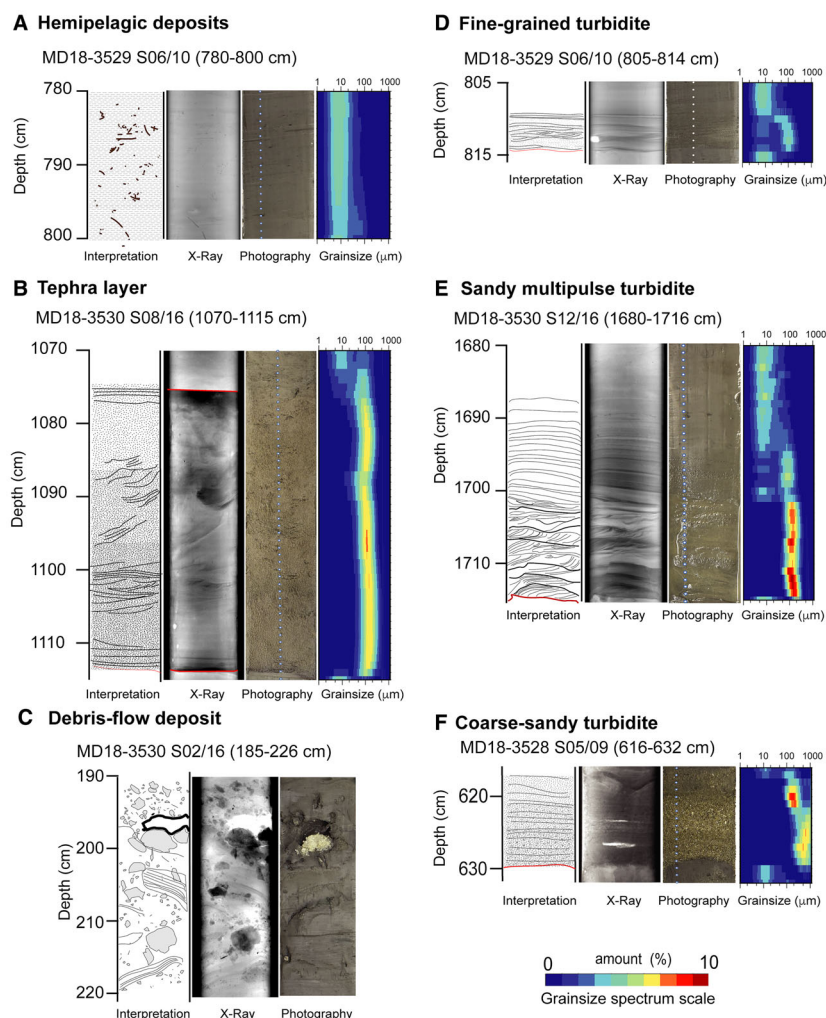 A Hemipelagic deposits
MD18-3529 S06/10 (780-800 cm)
1 10 100 1000
780
790
800
Depth (cm)
Interpretation X-Ray Photography Grainsize (µm)
B Tephra layer
MD18-3530 S08/16 (1070-1115 cm)
1 10 100 1000
1070
1080
1090
1100
1110
Depth (cm)
Interpretation X-Ray Photography Grainsize (µm)
C Debris-flow deposit
MD18-3530 S02/16 (185-226 cm)
190
200
210
220
Depth (cm)
Interpretation X-Ray Photography
D Fine-grained turbidite
MD18-3529 S06/10 (805-814 cm)
1 10 100 1000
805
815
Depth (cm)
Interpretation X-Ray Photography Grainsize (µm)
E Sandy multipulse turbidite
MD18-3530 S12/16 (1680-1716 cm)
1 10 100 1000
1680
1690
1700
1710
Depth (cm)
Interpretation X-Ray Photography Grainsize (µm)
F Coarse-sandy turbidite
MD18-3528 S05/09 (616-632 cm)
1 10 100 1000
620
630
Depth (cm)
Interpretation X-Ray Photography Grainsize (µm)
0 amount (%) 10
Grainsize spectrum scale